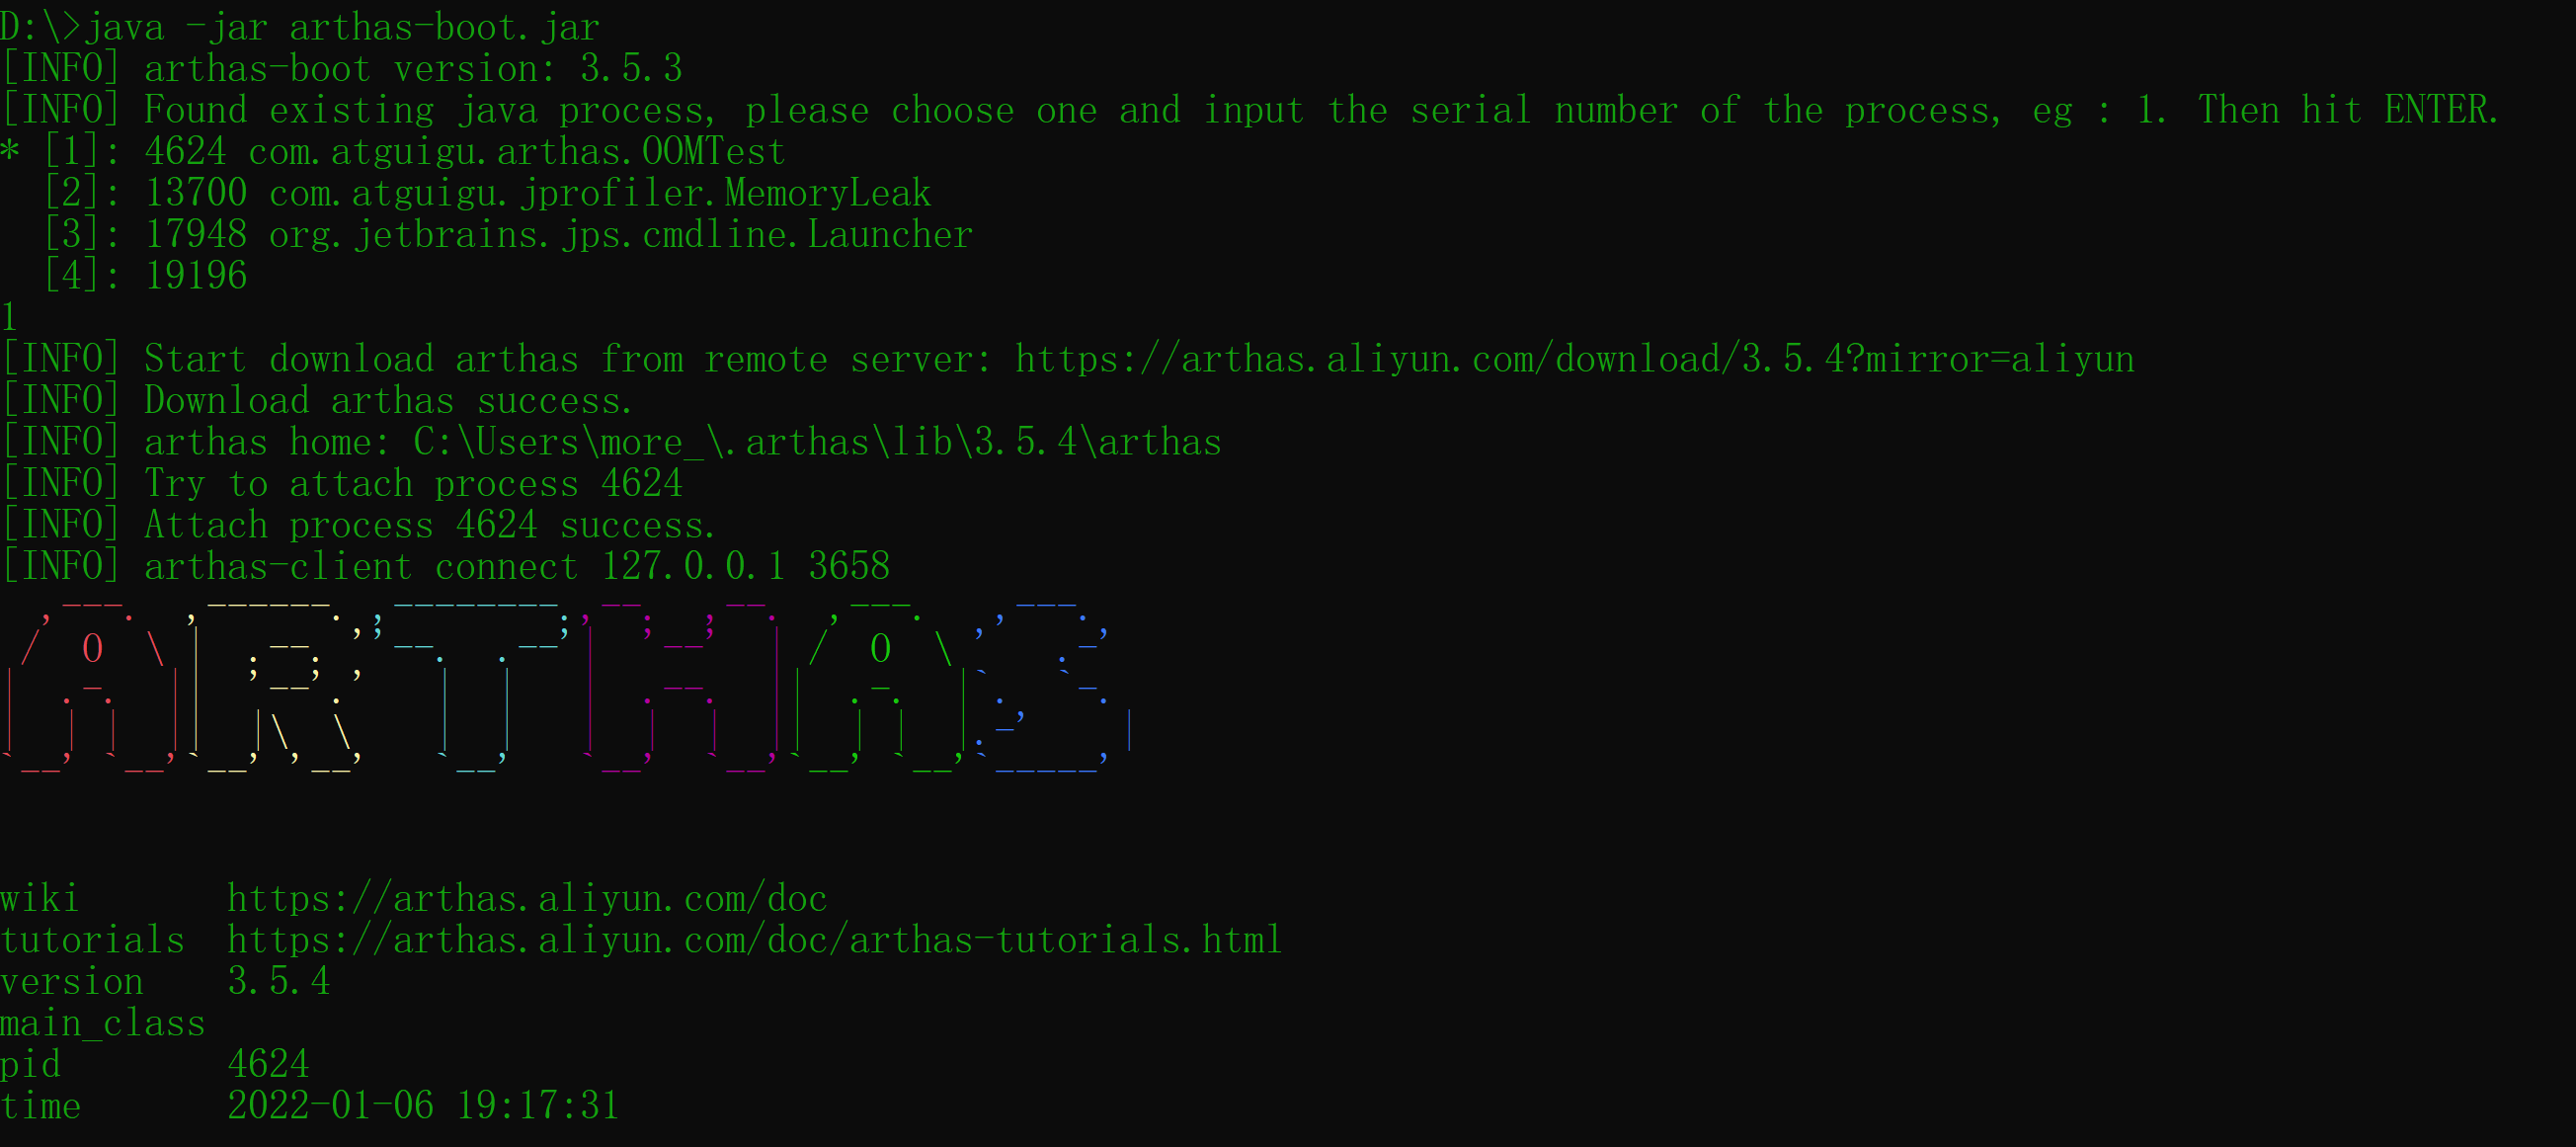 D:\>java -jar arthas-boot.jar
[INFO] arthas-boot version: 3.5.3
[INFO] Found existing java process, please choose one and input the serial number of the process, eg : 1. Then hit ENTER.
* [1]: 4624 com.atguigu.arthas.OOMTest
  [2]: 13700 com.atguigu.jprofiler.MemoryLeak
  [3]: 17948 org.jetbrains.jps.cmdline.Launcher
  [4]: 19196
1
[INFO] Start download arthas from remote server: https://arthas.aliyun.com/download/3.5.4?mirror=aliyun
[INFO] Download arthas success.
[INFO] arthas home: C:\Users\more_\.arthas\lib\3.5.4\arthas
[INFO] Try to attach process 4624
[INFO] Attach process 4624 success.
[INFO] arthas-client connect 127.0.0.1 3658
ARTHAS
wiki       https://arthas.aliyun.com/doc
tutorials  https://arthas.aliyun.com/doc/arthas-tutorials.html
version    3.5.4
main_class
pid        4624
time       2022-01-06 19:17:31